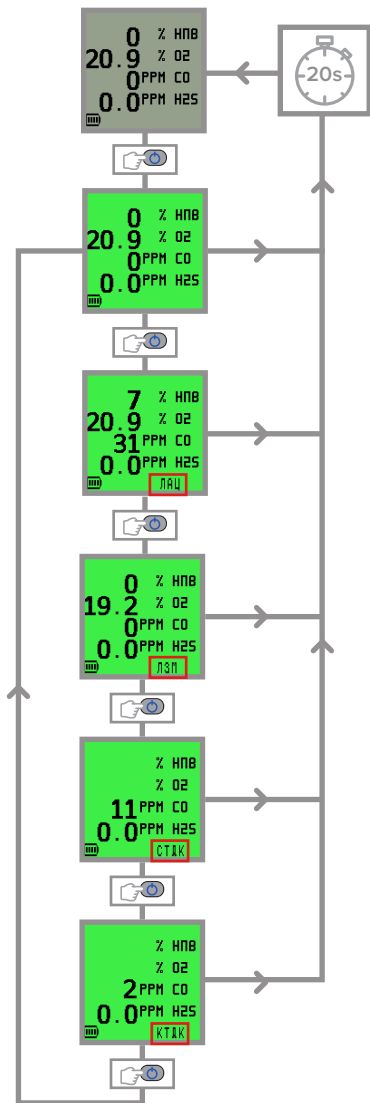 0 % НПВ
20.9 % O2
0 PPM CO
0.0 PPM H2S
20s
0 % НПВ
20.9 % O2
0 PPM CO
0.0 PPM H2S
7 % НПВ
20.9 % O2
31 PPM CO
0.0 PPM H2S
ЛАЦ
0 % НПВ
19.2 % O2
0 PPM CO
0.0 PPM H2S
ЛЗМ
% НПВ
% O2
11 PPM CO
0.0 PPM H2S
СТДК
% НПВ
% O2
2 PPM CO
0.0 PPM H2S
КТДК